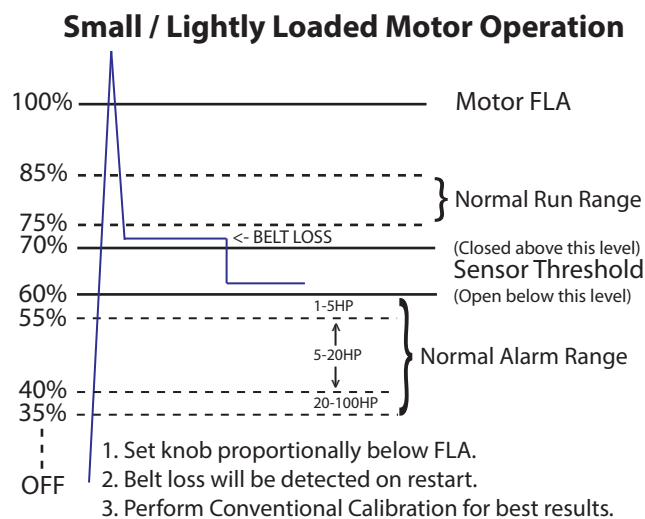 Small / Lightly Loaded Motor Operation
100%
Motor FLA
85%
Normal Run Range
75%
<- BELT LOSS
70%
(Closed above this level)
Sensor Threshold
60%
(Open below this level)
1-5HP
55%
5-20HP
Normal Alarm Range
40%
20-100HP
35%
OFF
1. Set knob proportionally below FLA.
2. Belt loss will be detected on restart.
3. Perform Conventional Calibration for best results.